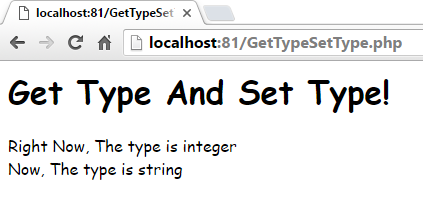 localhost:81/GetTypeSetT
localhost:81/GetTypeSetType.php
Get Type And Set Type!
Right Now, The type is integer
Now, The type is string